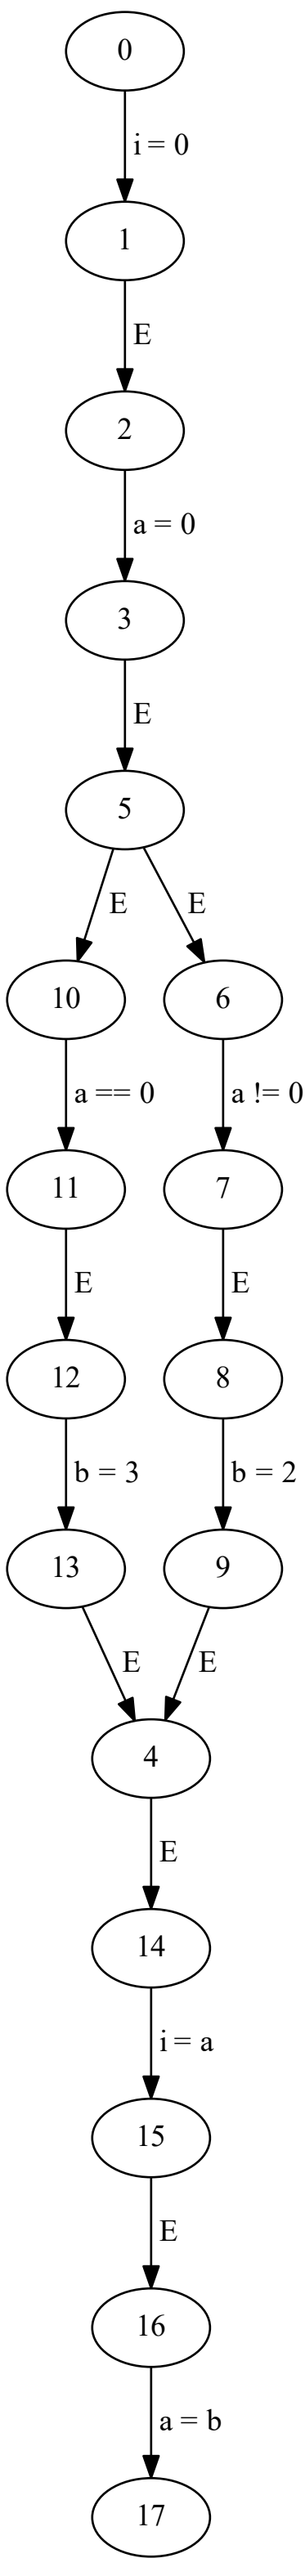 0
i = 0
1
E
2
a = 0
3
E
5
E E
10 6
a == 0 a != 0
11 7
E E
12 8
b = 3 b = 2
13 9
E E
4
E
14
i = a
15
E
16
a = b
17